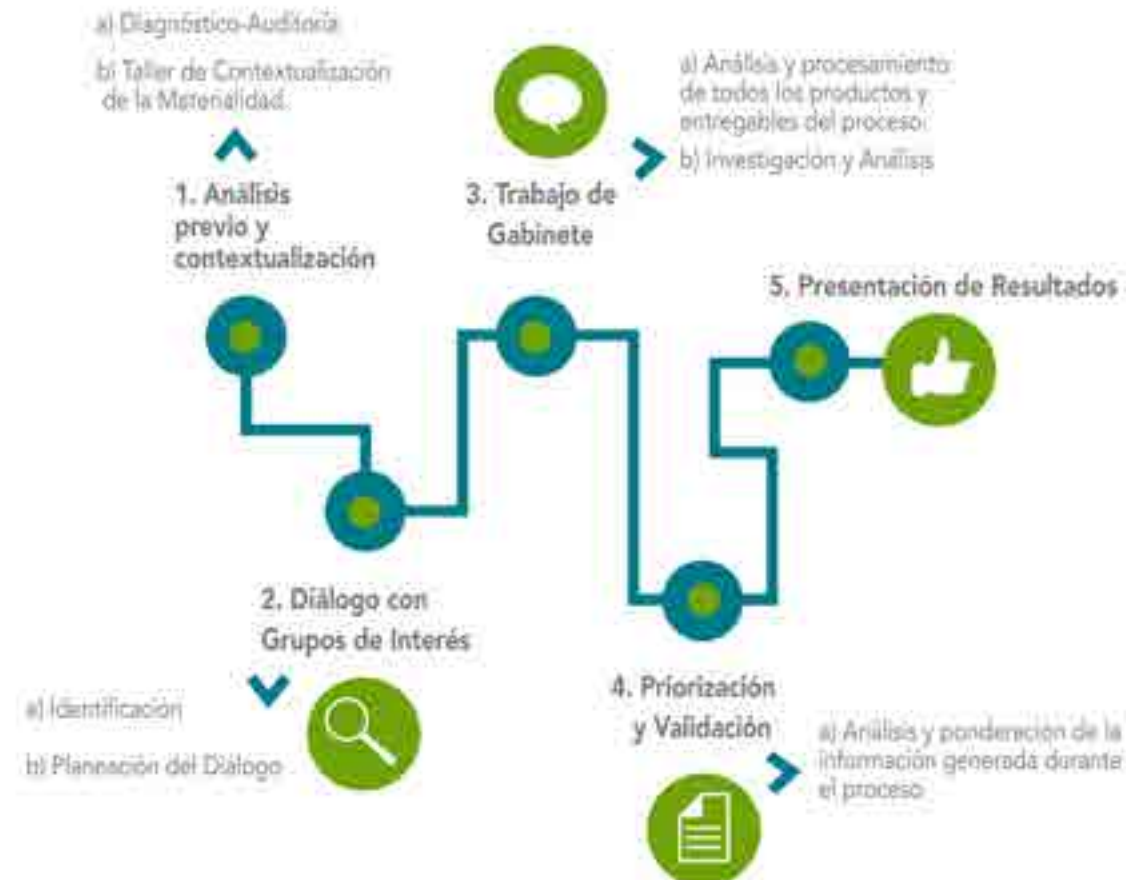 a) Diagnóstico-Auditoría
b) Taller de Contextualización
de la Materialidad.
1. Análisis
previo y
contextualización
2. Diálogo con
Grupos de Interés
a) Identificación
b) Planeación del Diálogo
3. Trabajo de
Gabinete
a) Análisis y procesamiento
de todos los productos y
entregables del proceso.
b) Investigación y Análisis
4. Priorización
y Validación
a) Análisis y ponderación de la
información generada durante
el proceso
5. Presentación de Resultados